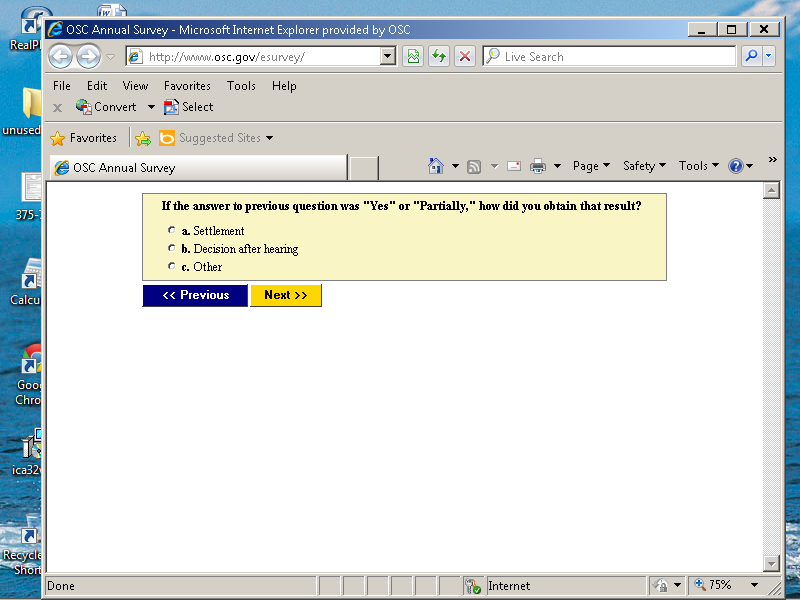 OSC Annual Survey - Microsoft Internet Explorer provided by OSC
http://www.osc.gov/esurvey/
Live Search
File Edit View Favorites Tools Help
x Convert Select
Favorites Suggested Sites
OSC Annual Survey
Page Safety Tools »
If the answer to previous question was "Yes" or "Partially," how did you obtain that result?
a. Settlement
b. Decision after hearing
c. Other
<< Previous Next >>
Done Internet 75%
unused
375-
Calcu
Goo
Chro
ica32
Recycle
Short